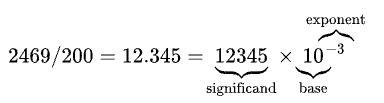 exponent
2469/200 = 12.345 = 12345 × 10⁻³
significand base